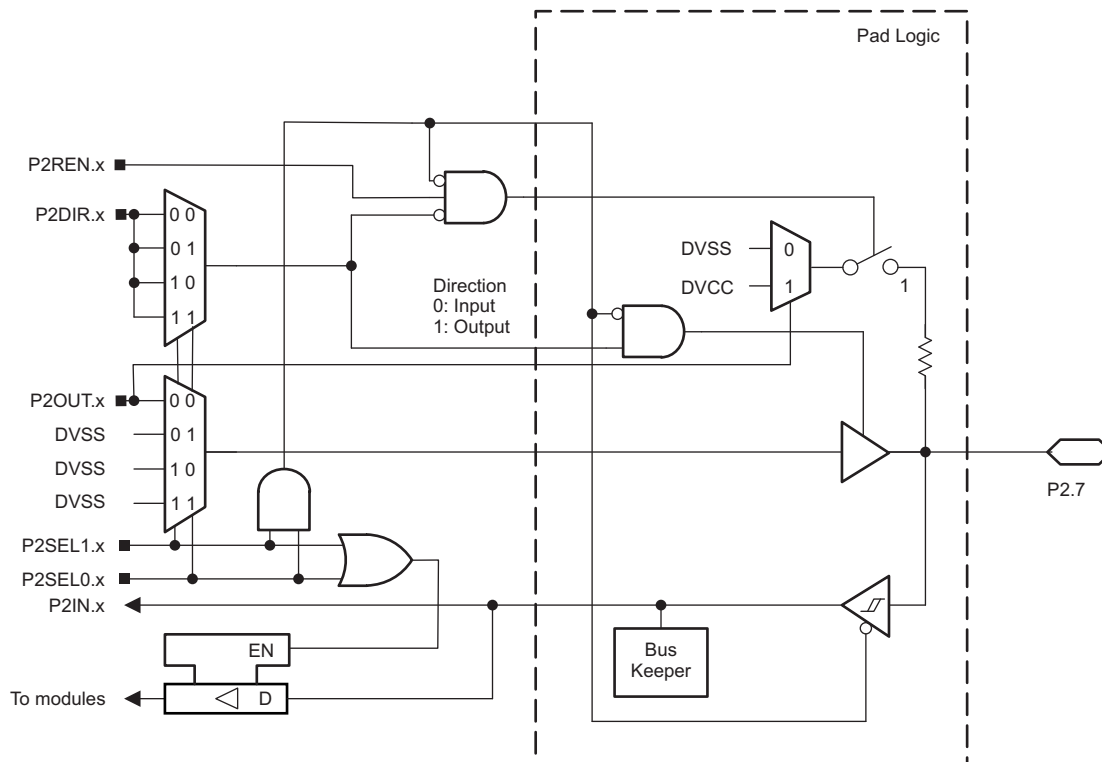 Pad Logic
P2REN.x
P2DIR.x
0 0
0 1
1 0
1 1
Direction
0: Input
1: Output
DVSS
0
DVCC
1
1
P2OUT.x
0 0
DVSS
0 1
DVSS
1 0
DVSS
1 1
P2.7
P2SEL1.x
P2SEL0.x
P2IN.x
Bus
Keeper
EN
To modules
D